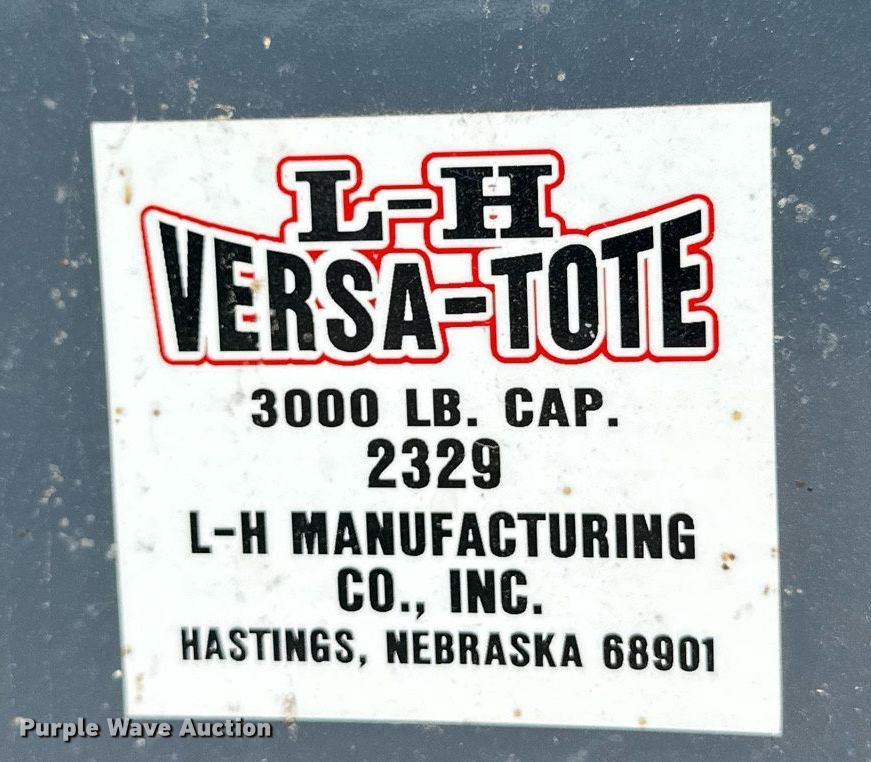 L-H
VERSA-TOTE
3000 LB. CAP.
2329
L-H MANUFACTURING
CO., INC.
HASTINGS, NEBRASKA 68901
Purple Wave Auction